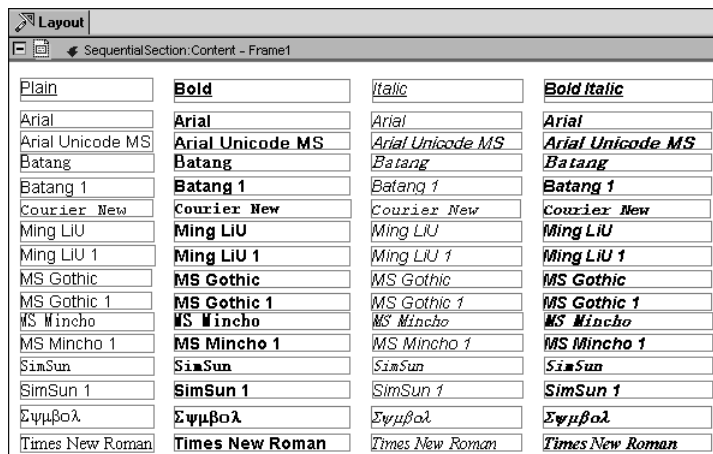 Layout
SequentialSection:Content - Frame1
Plain Bold Italic Bold Italic
Arial Arial Arial Arial
Arial Unicode MS Arial Unicode MS Arial Unicode MS Arial Unicode MS
Batang Batang Batang Batang
Batang 1 Batang 1 Batang 1 Batang 1
Courier New Courier New Courier New Courier New
Ming LiU Ming LiU Ming LiU Ming LiU
Ming LiU 1 Ming LiU 1 Ming LiU 1 Ming LiU 1
MS Gothic MS Gothic MS Gothic MS Gothic
MS Gothic 1 MS Gothic 1 MS Gothic 1 MS Gothic 1
MS Mincho MS Mincho MS Mincho MS Mincho
MS Mincho 1 MS Mincho 1 MS Mincho 1 MS Mincho 1
SimSun SimSun SimSun SimSun
SimSun 1 SimSun 1 SimSun 1 SimSun 1
Σψμβολ Σψμβολ Σψμβολ Σψμβολ
Times New Roman Times New Roman Times New Roman Times New Roman